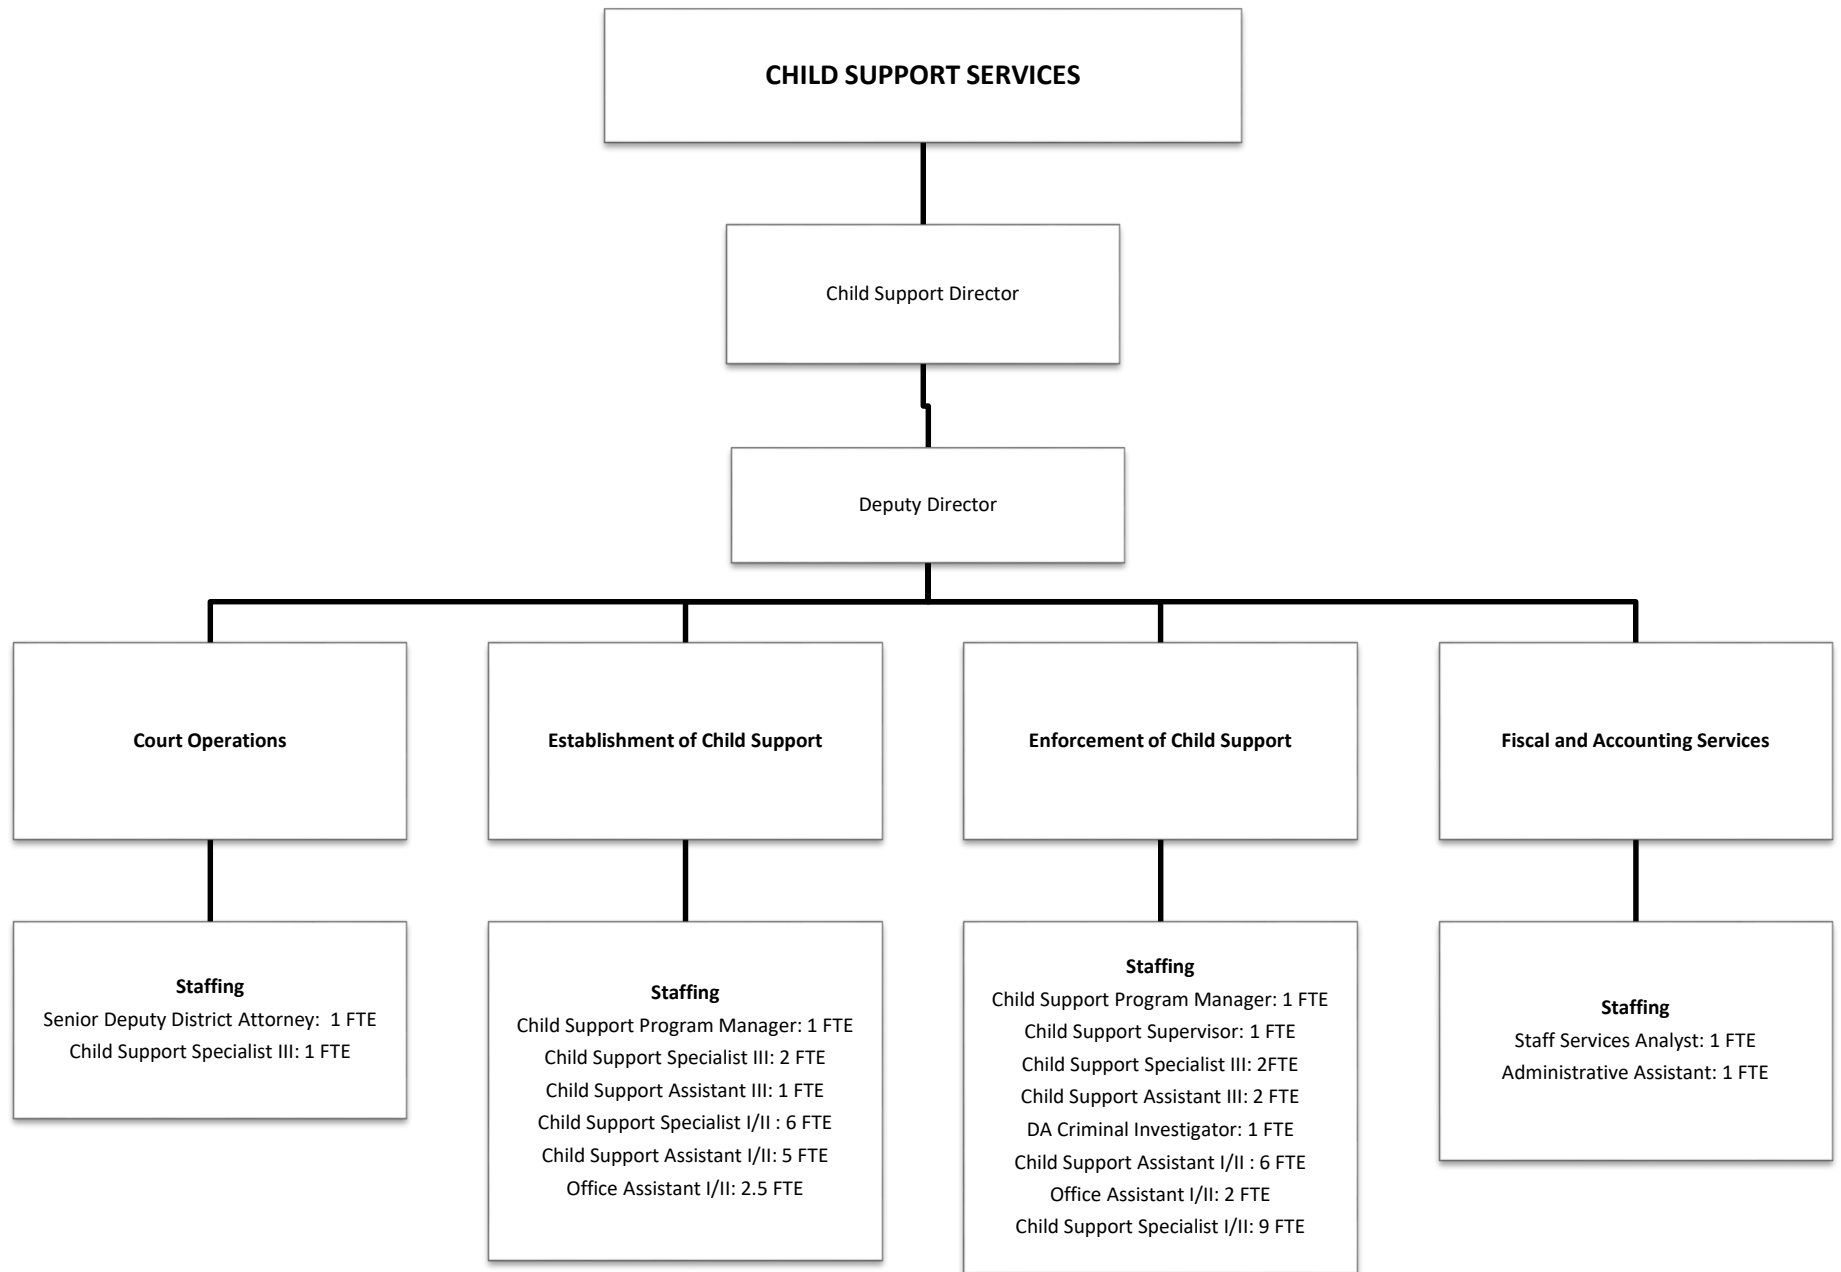 CHILD SUPPORT SERVICES
Child Support Director
Deputy Director
Court Operations
Establishment of Child Support
Enforcement of Child Support
Fiscal and Accounting Services
Staffing
Senior Deputy District Attorney:  1 FTE
Child Support Specialist III: 1 FTE
Staffing
Child Support Program Manager: 1 FTE
Child Support Specialist III: 2 FTE
Child Support Assistant III: 1 FTE
Child Support Specialist I/II : 6 FTE
Child Support Assistant I/II: 5 FTE
Office Assistant I/II: 2.5 FTE
Staffing
Child Support Program Manager: 1 FTE
Child Support Supervisor: 1 FTE
Child Support Specialist III: 2FTE
Child Support Assistant III: 2 FTE
DA Criminal Investigator: 1 FTE
Child Support Assistant I/II : 6 FTE
Office Assistant I/II: 2 FTE
Child Support Specialist I/II: 9 FTE
Staffing
Staff Services Analyst: 1 FTE
Administrative Assistant: 1 FTE